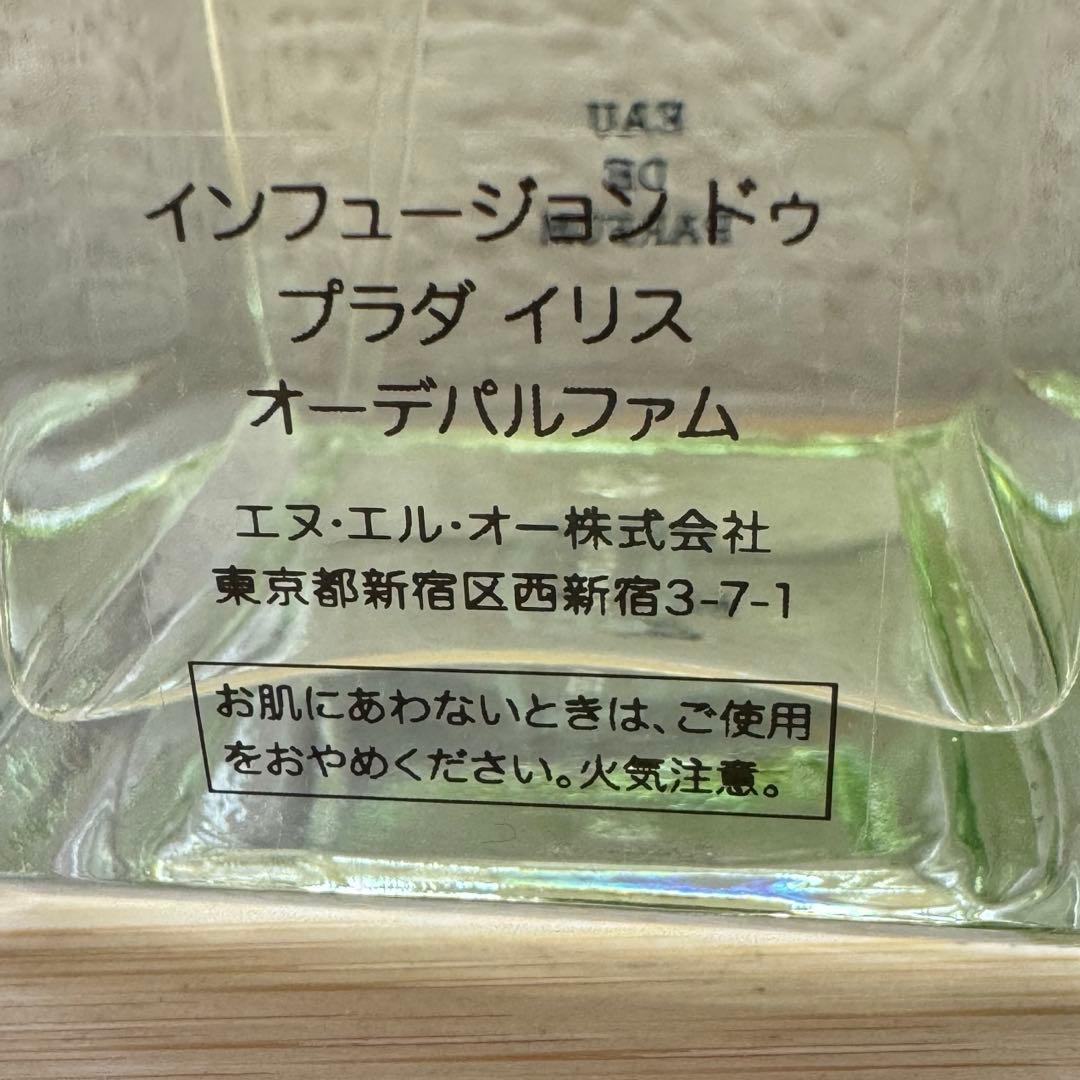 EAU
DE
PARFUM
インフュージョン ドゥ
プラダ イリス
オーデパルファム
エヌ・エル・オー株式会社
東京都新宿区西新宿3-7-1
お肌にあわないときは、ご使用
をおやめください。火気注意。